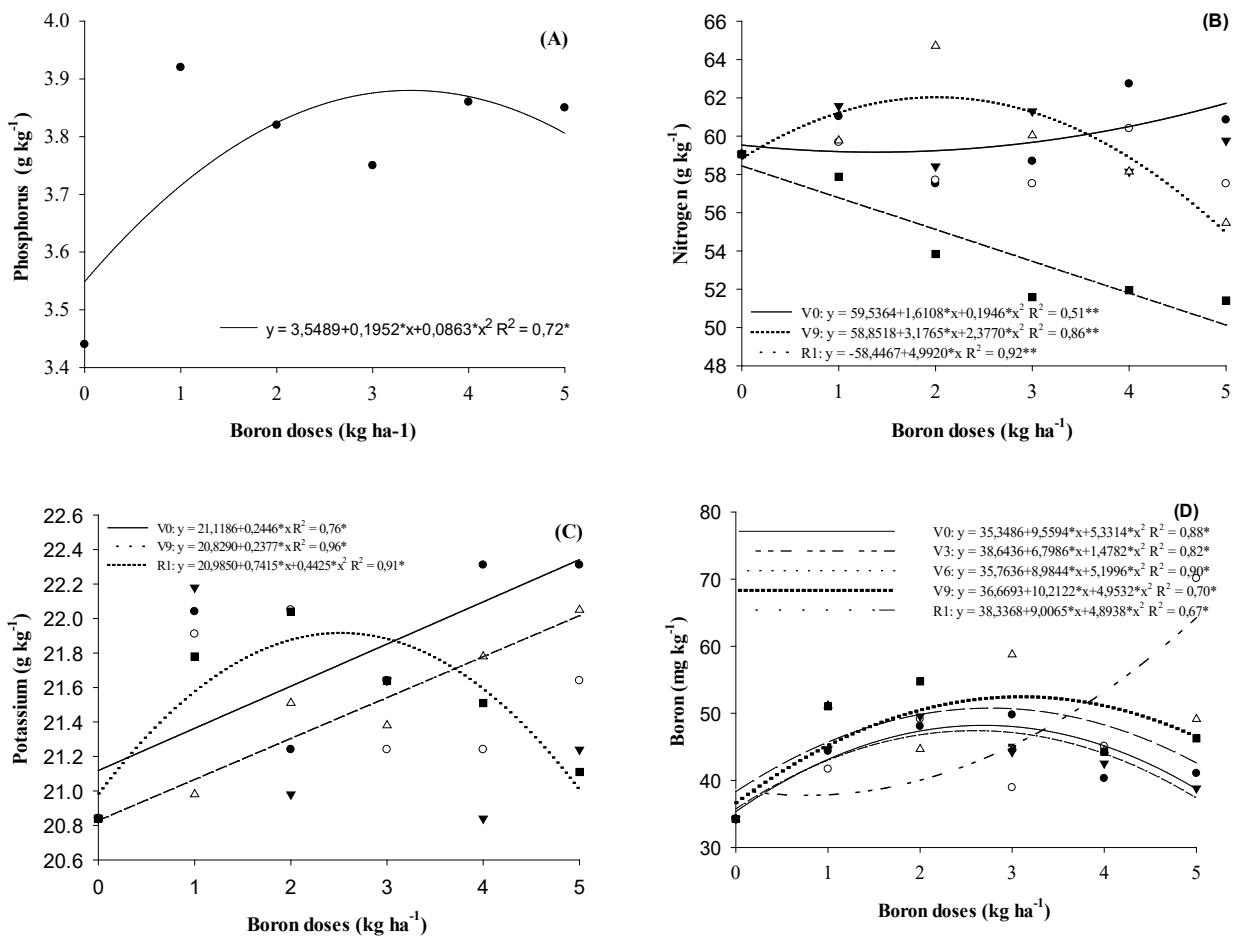 (A)
4.0
3.9
3.8
3.7
3.6
3.5
3.4
Phosphorus (g kg-1)
y = 3,5489+0,1952*x+0,0863*x2 R2 = 0,72*
0 1 2 3 4 5
Boron doses (kg ha-1)
(B)
66
64
62
60
58
56
54
52
50
48
Nitrogen (g kg-1)
V0: y = 59,5364+1,6108*x+0,1946*x2 R2 = 0,51**
V9: y = 58,8518+3,1765*x+2,3770*x2 R2 = 0,86**
R1: y = -58,4467+4,9920*x R2 = 0,92**
0 1 2 3 4 5
Boron doses (kg ha-1)
(C)
22.6
22.4
22.2
22.0
21.8
21.6
21.4
21.2
21.0
20.8
20.6
Potassium (g kg-1)
V0: y = 21,1186+0,2446*x R2 = 0,76*
V9: y = 20,8290+0,2377*x R2 = 0,96*
R1: y = 20,9850+0,7415*x+0,4425*x2 R2 = 0,91*
0 1 2 3 4 5
Boron doses (kg ha-1)
(D)
80
70
60
50
40
30
Boron (mg kg-1)
V0: y = 35,3486+9,5594*x+5,3314*x2 R2 = 0,88*
V3: y = 38,6436+6,7986*x+1,4782*x2 R2 = 0,82*
V6: y = 35,7636+8,9844*x+5,1996*x2 R2 = 0,90*
V9: y = 36,6693+10,2122*x+4,9532*x2 R2 = 0,70*
R1: y = 38,3368+9,0065*x+4,8938*x2 R2 = 0,67*
0 1 2 3 4 5
Boron doses (kg ha-1)